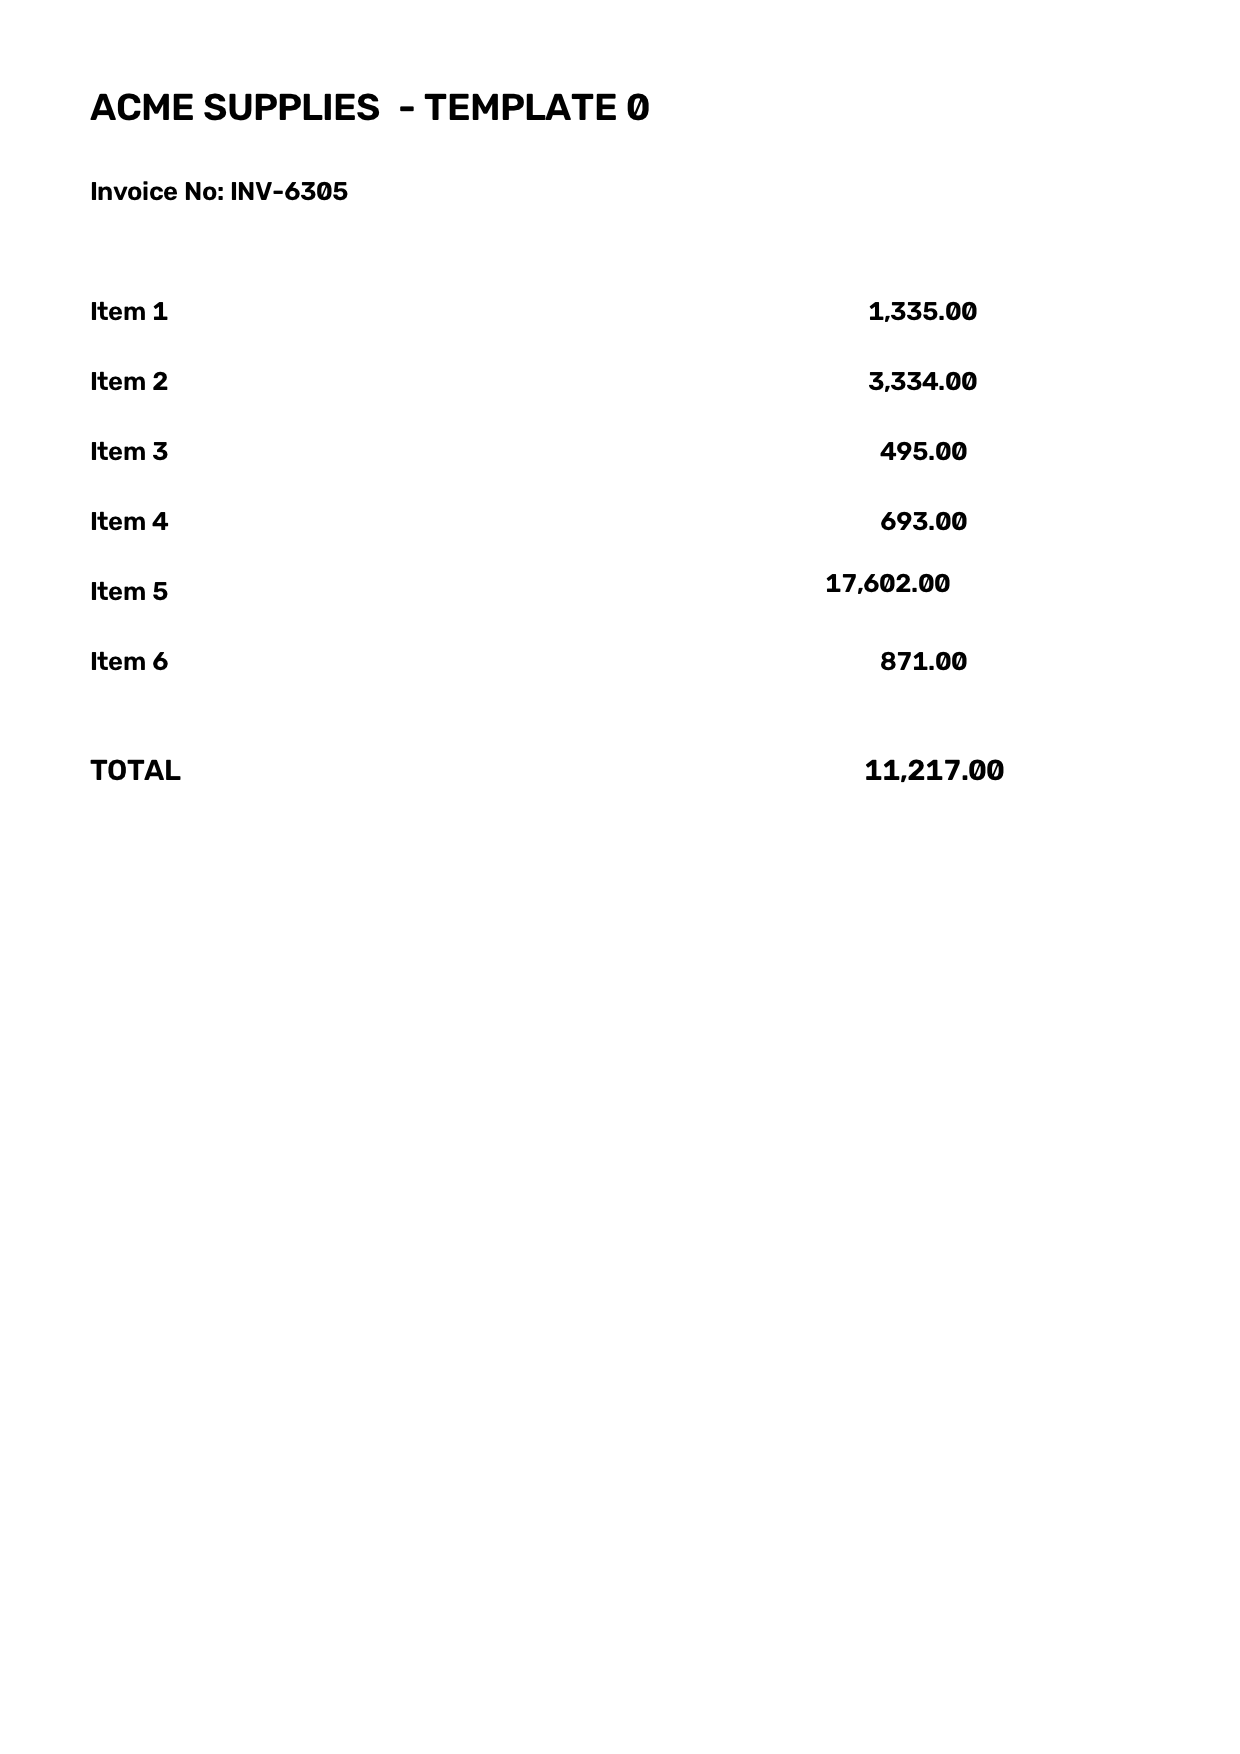 ACME SUPPLIES - TEMPLATE 0
Invoice No: INV-6305
Item 1 1,335.00
Item 2 3,334.00
Item 3 495.00
Item 4 693.00
Item 5 17,602.00
Item 6 871.00
TOTAL 11,217.00